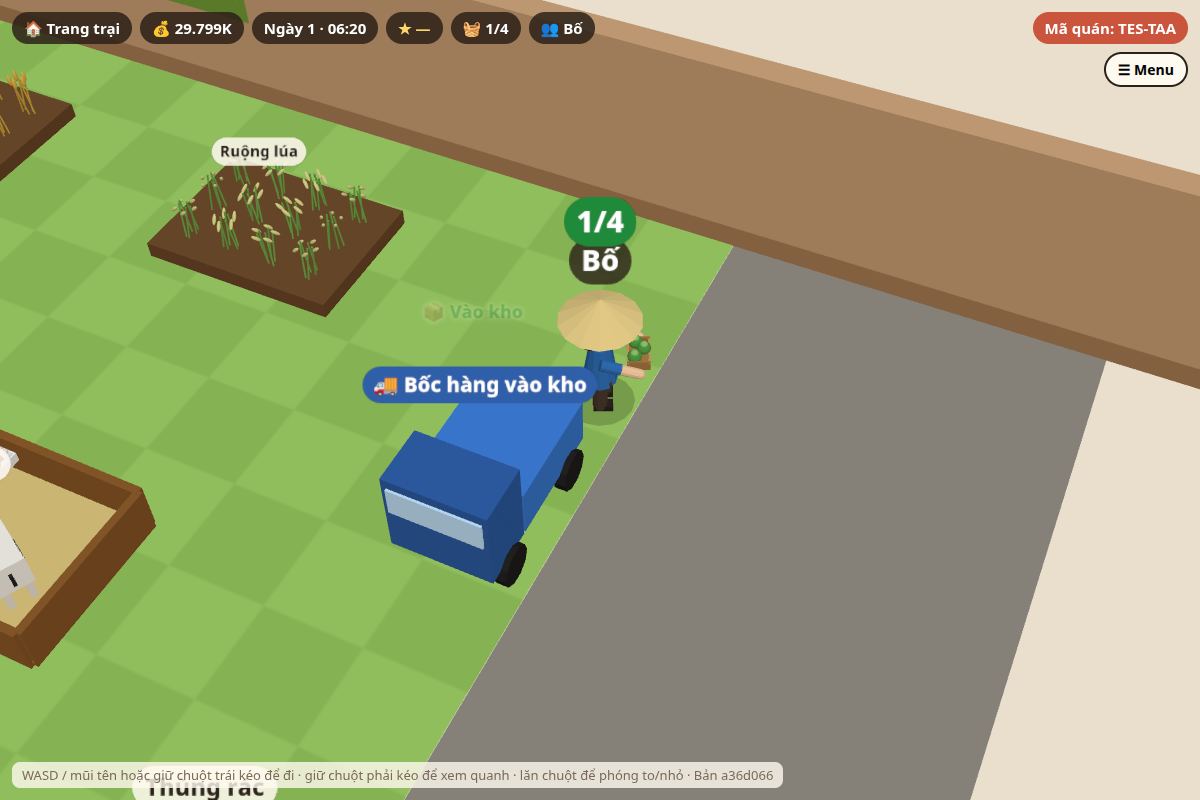 🏠 Trang trại
💰 29.799K
Ngày 1 · 06:20
★ —
🧺 1/4
👥 Bố
Mã quán: TES-TAA
☰ Menu
Ruộng lúa
1/4
Bố
📦 Vào kho
🚚 Bốc hàng vào kho
WASD / mũi tên hoặc giữ chuột trái kéo để đi · giữ chuột phải kéo để xem quanh · lăn chuột để phóng to/nhỏ · Bản a36d066
Thùng rác